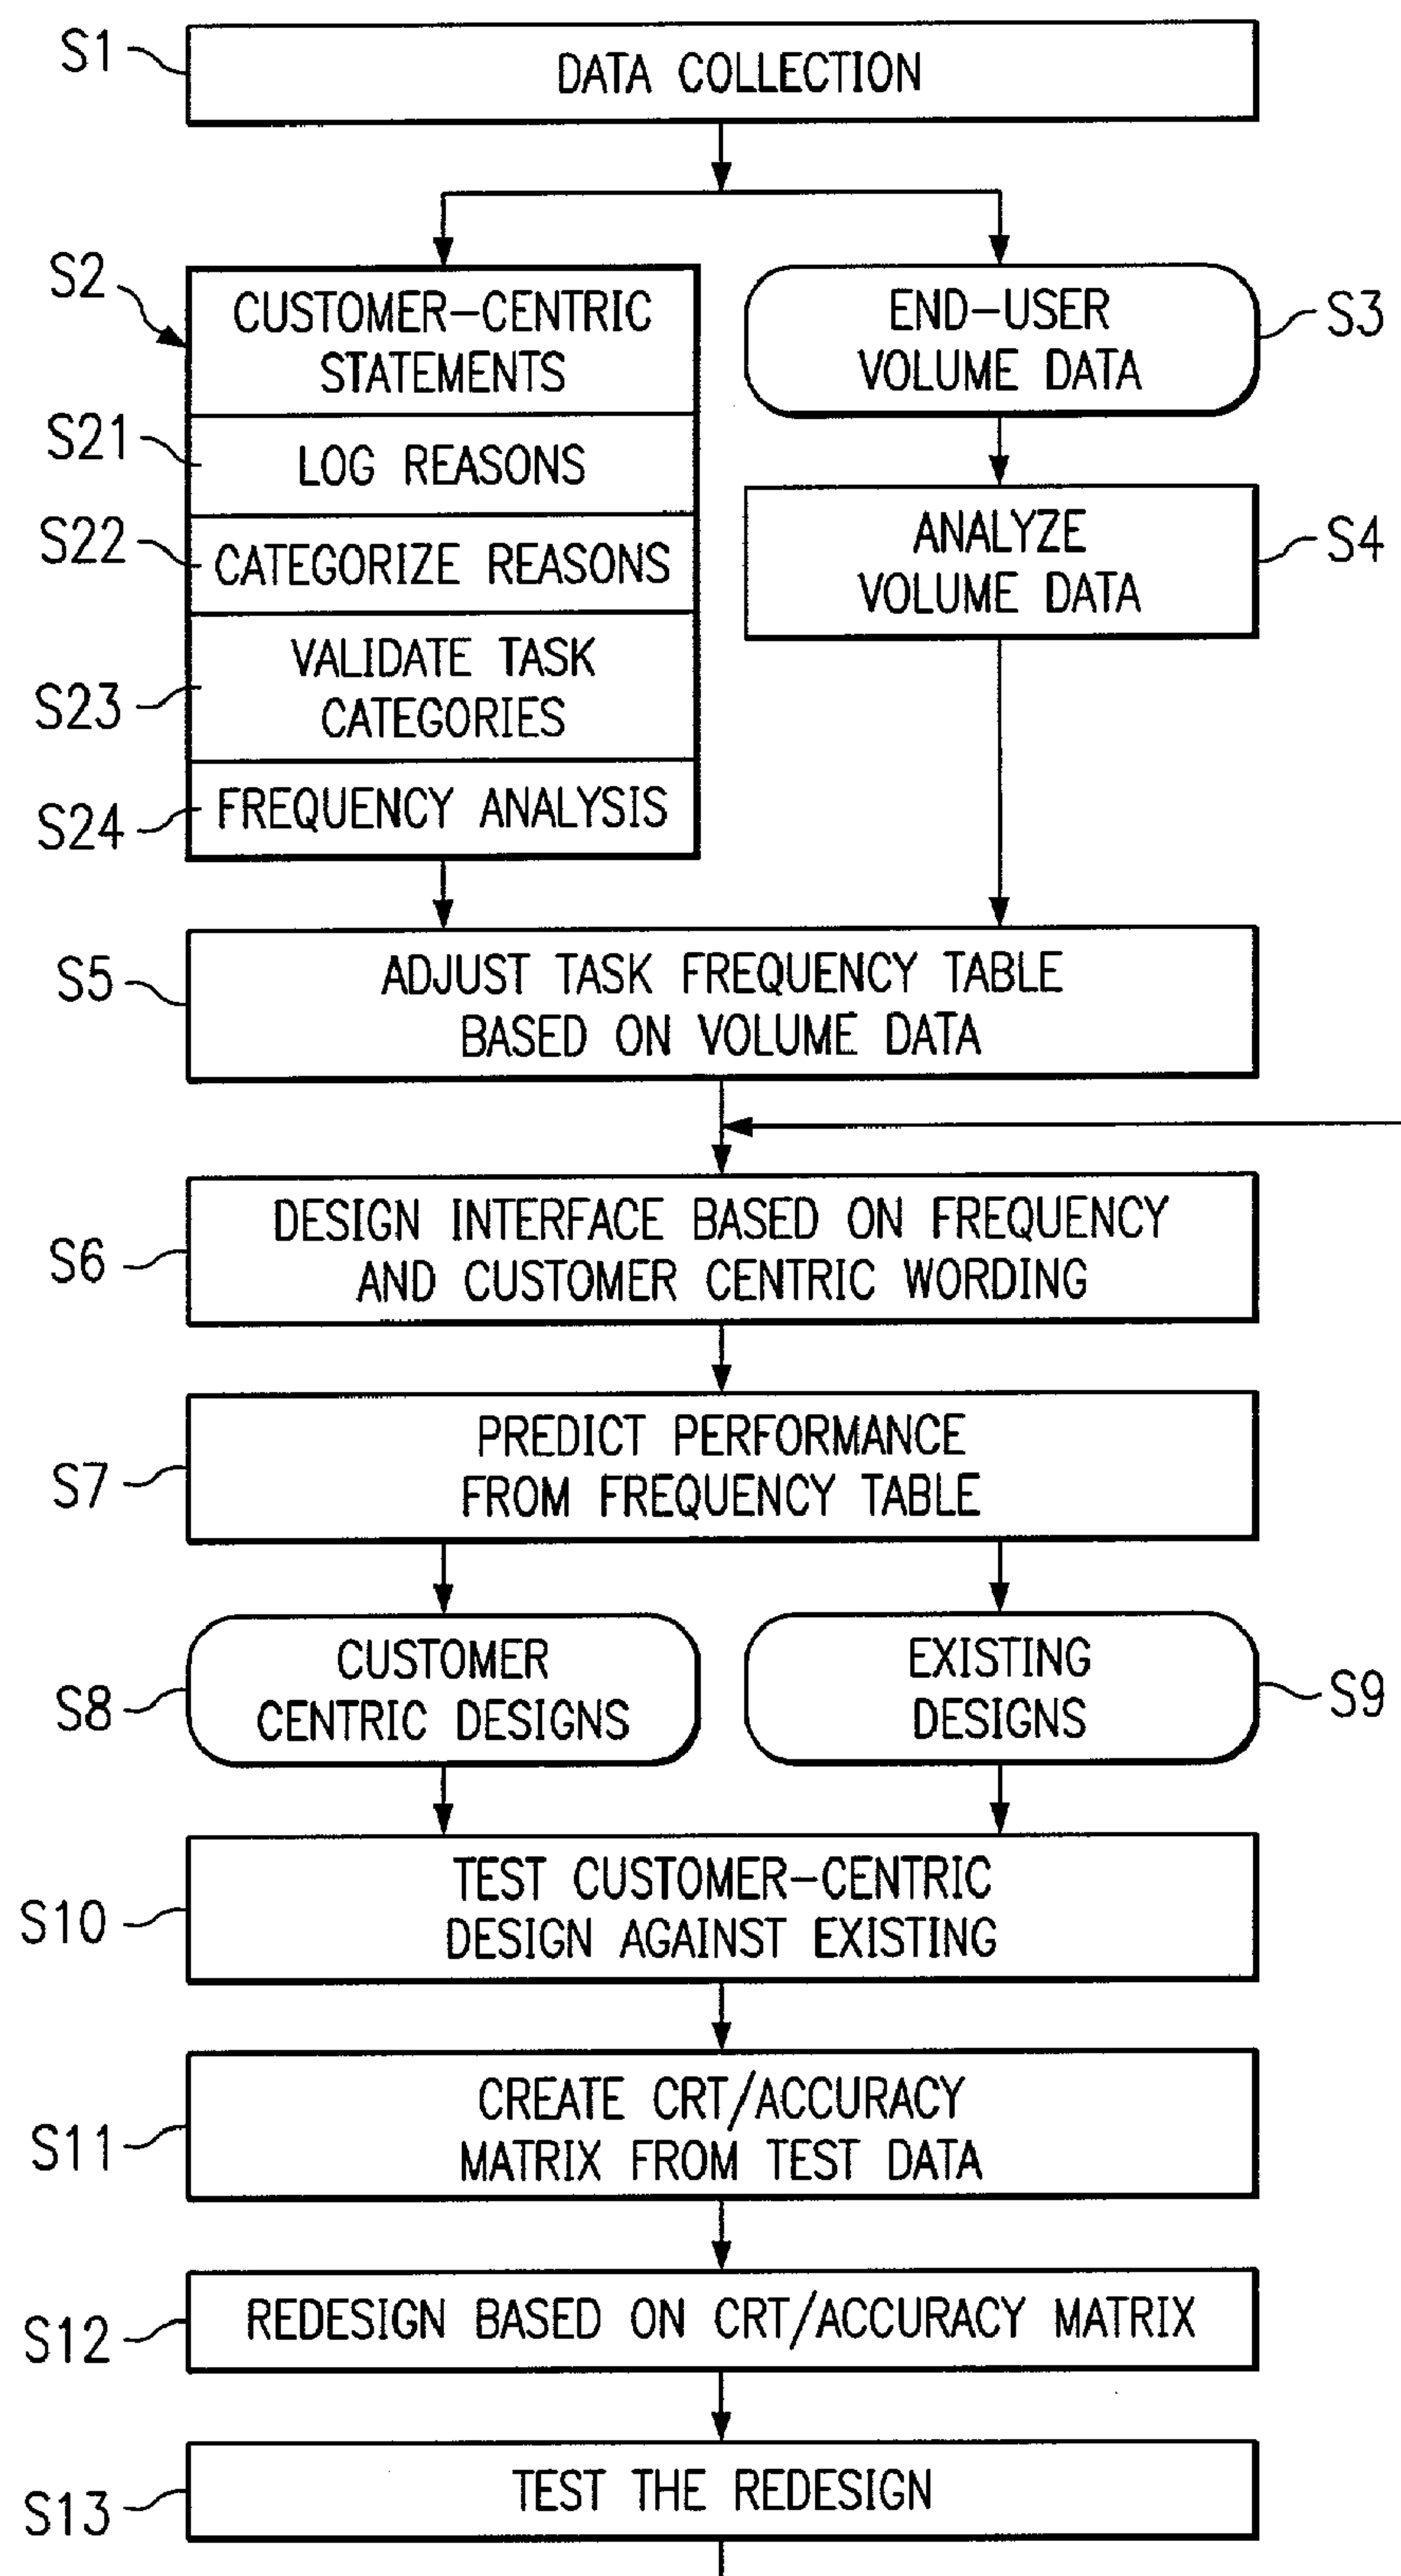 S1
DATA COLLECTION
S2
CUSTOMER-CENTRIC
STATEMENTS
S21
LOG REASONS
S22
CATEGORIZE REASONS
S23
VALIDATE TASK
CATEGORIES
S24
FREQUENCY ANALYSIS
END-USER
VOLUME DATA
S3
ANALYZE
VOLUME DATA
S4
S5
ADJUST TASK FREQUENCY TABLE
BASED ON VOLUME DATA
S6
DESIGN INTERFACE BASED ON FREQUENCY
AND CUSTOMER CENTRIC WORDING
S7
PREDICT PERFORMANCE
FROM FREQUENCY TABLE
S8
CUSTOMER
CENTRIC DESIGNS
EXISTING
DESIGNS
S9
S10
TEST CUSTOMER-CENTRIC
DESIGN AGAINST EXISTING
S11
CREATE CRT/ACCURACY
MATRIX FROM TEST DATA
S12
REDESIGN BASED ON CRT/ACCURACY MATRIX
S13
TEST THE REDESIGN